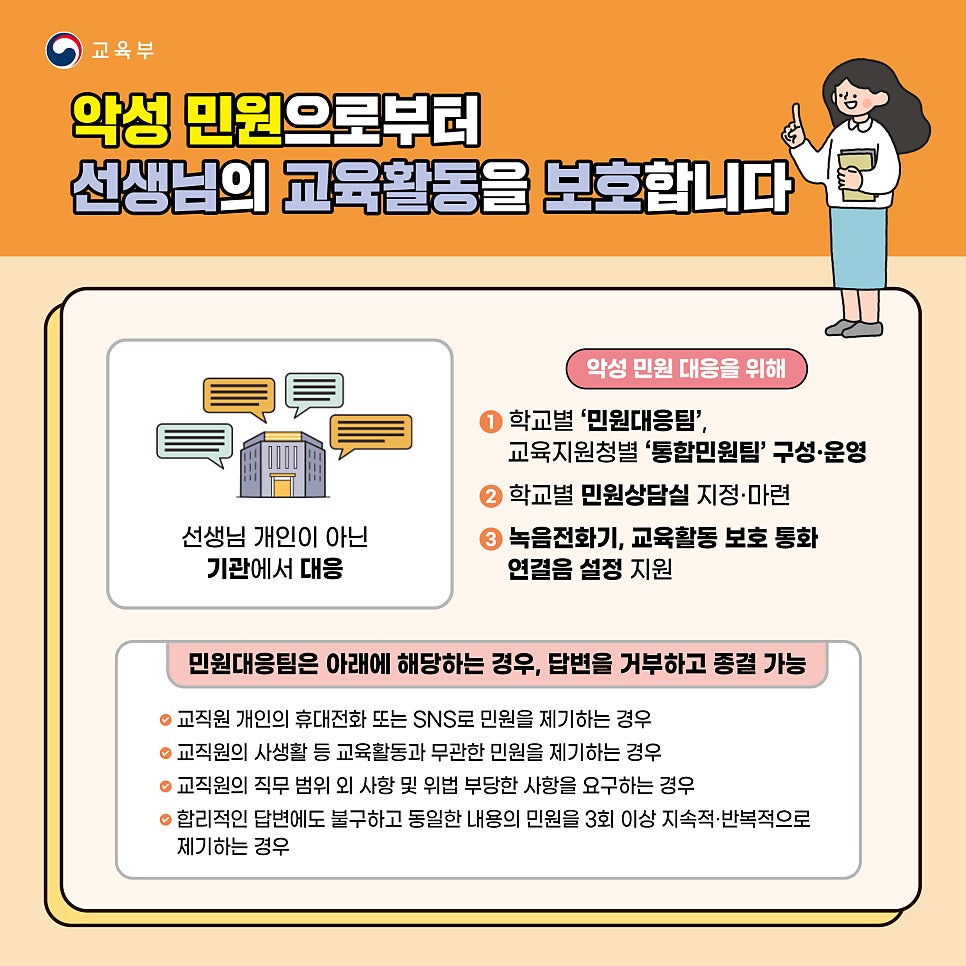 교육부
악성 민원으로부터
선생님의 교육활동을 보호합니다
선생님 개인이 아닌
기관에서 대응
악성 민원 대응을 위해
1 학교별 ‘민원대응팀’,
교육지원청별 ‘통합민원팀’ 구성·운영
2 학교별 민원상담실 지정·마련
3 녹음전화기, 교육활동 보호 통화
연결음 설정 지원
민원대응팀은 아래에 해당하는 경우, 답변을 거부하고 종결 가능
교직원 개인의 휴대전화 또는 SNS로 민원을 제기하는 경우
교직원의 사생활 등 교육활동과 무관한 민원을 제기하는 경우
교직원의 직무 범위 외 사항 및 위법 부당한 사항을 요구하는 경우
합리적인 답변에도 불구하고 동일한 내용의 민원을 3회 이상 지속적·반복적으로
제기하는 경우